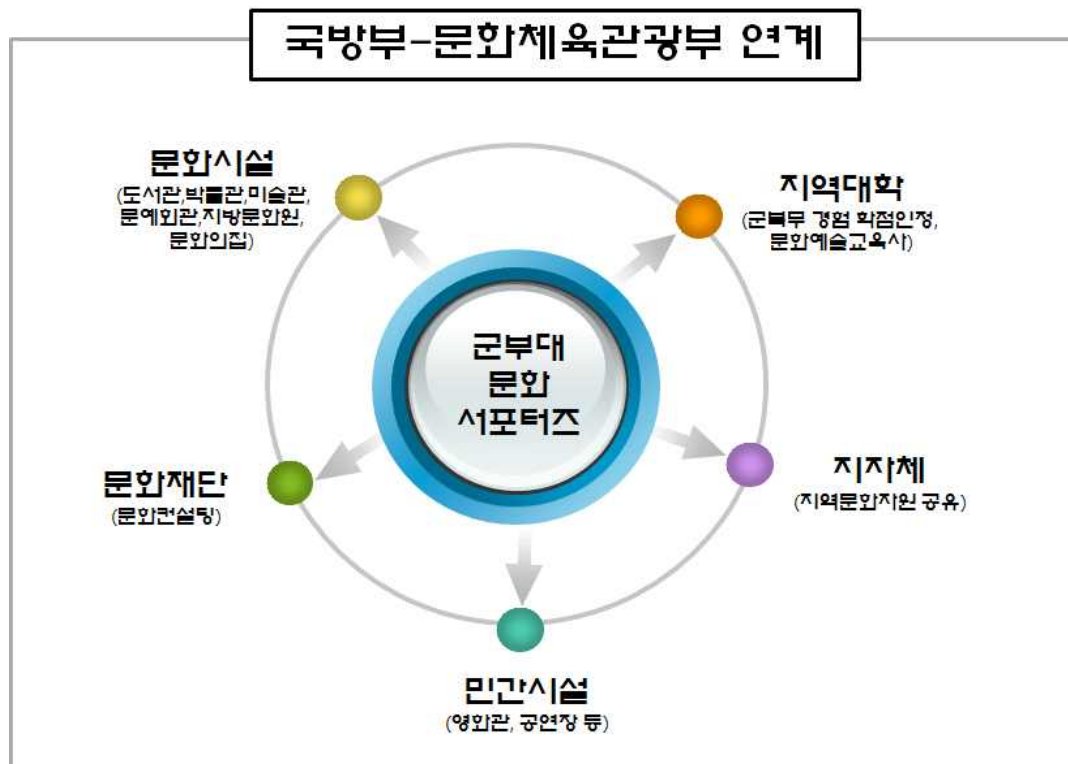 국방부-문화체육관광부 연계
문화시설
(도서관,박물관,미술관,
문예회관,지방문화원,
문화의집)
지역대학
(군복무 경험 학점인정,
문화예술교육사)
군부대
문화
서포터즈
문화재단
(문화컨설팅)
지자체
(지역문화자원 공유)
민간시설
(영화관, 공연장 등)